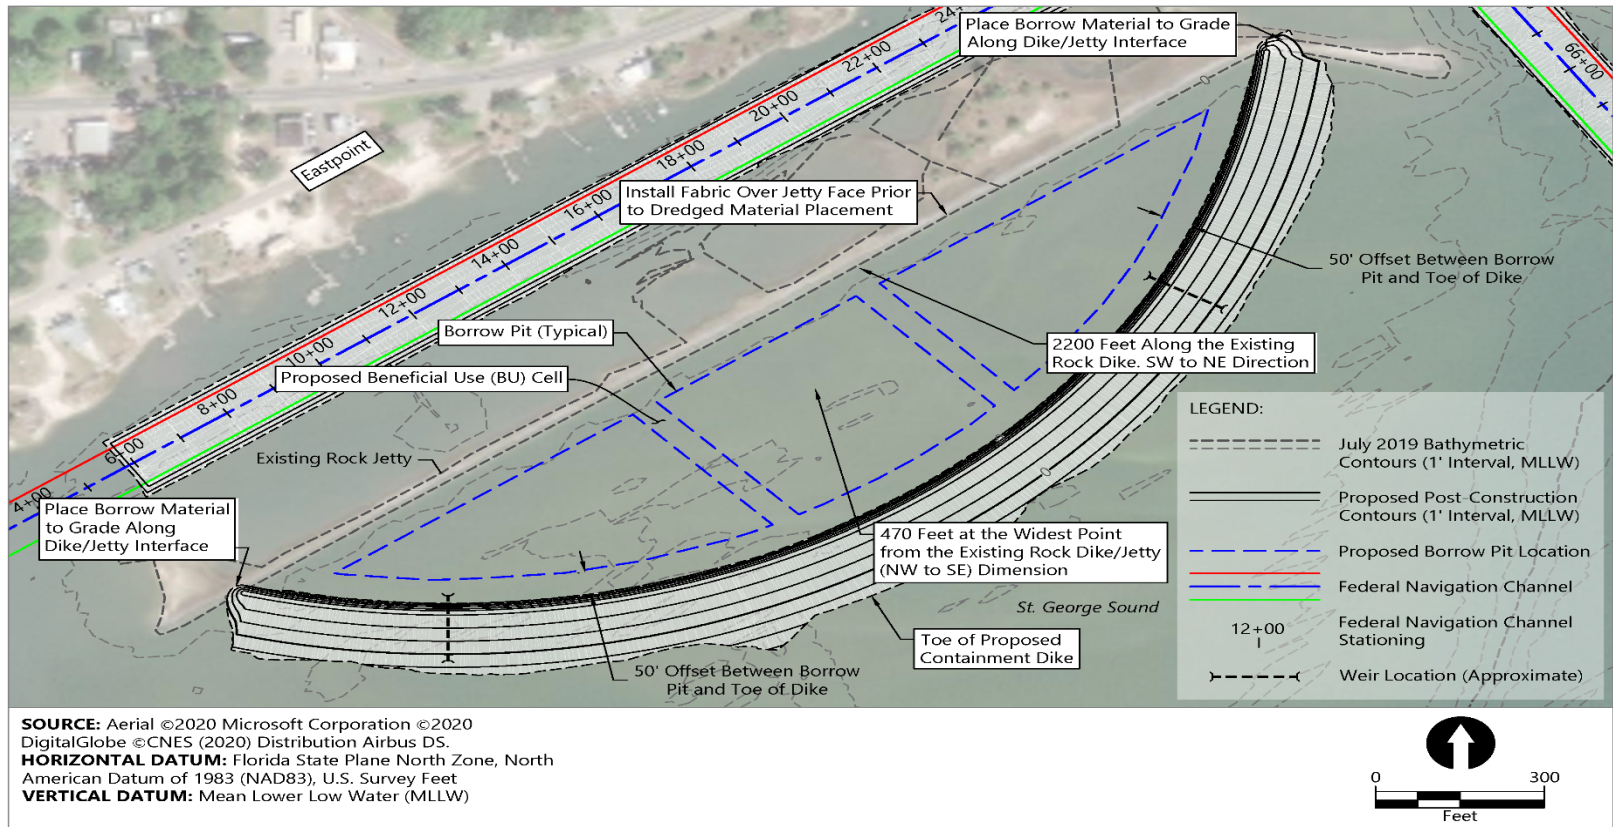 Place Borrow Material to Grade
Along Dike/Jetty Interface
24+
22+00
20+00
18+00
16+00
14+00
12+00
10+00
8+00
6+00
4+00
66+00
Eastpoint
Install Fabric Over Jetty Face Prior
to Dredged Material Placement
0
50' Offset Between Borrow
Pit and Toe of Dike
Borrow Pit (Typical)
2200 Feet Along the Existing
Rock Dike. SW to NE Direction
Proposed Beneficial Use (BU) Cell
Existing Rock Jetty
0
Place Borrow Material
to Grade Along
Dike/Jetty Interface
470 Feet at the Widest Point
from the Existing Rock Dike/Jetty
(NW to SE) Dimension
St. George Sound
Toe of Proposed
Containment Dike
50' Offset Between Borrow
Pit and Toe of Dike
LEGEND:
July 2019 Bathymetric
Contours (1' Interval, MLLW)
Proposed Post-Construction
Contours (1' Interval, MLLW)
Proposed Borrow Pit Location
Federal Navigation Channel
12+00
Federal Navigation Channel
Stationing
Weir Location (Approximate)
SOURCE: Aerial ©2020 Microsoft Corporation ©2020
DigitalGlobe ©CNES (2020) Distribution Airbus DS.
HORIZONTAL DATUM: Florida State Plane North Zone, North
American Datum of 1983 (NAD83), U.S. Survey Feet
VERTICAL DATUM: Mean Lower Low Water (MLLW)
0 300
Feet